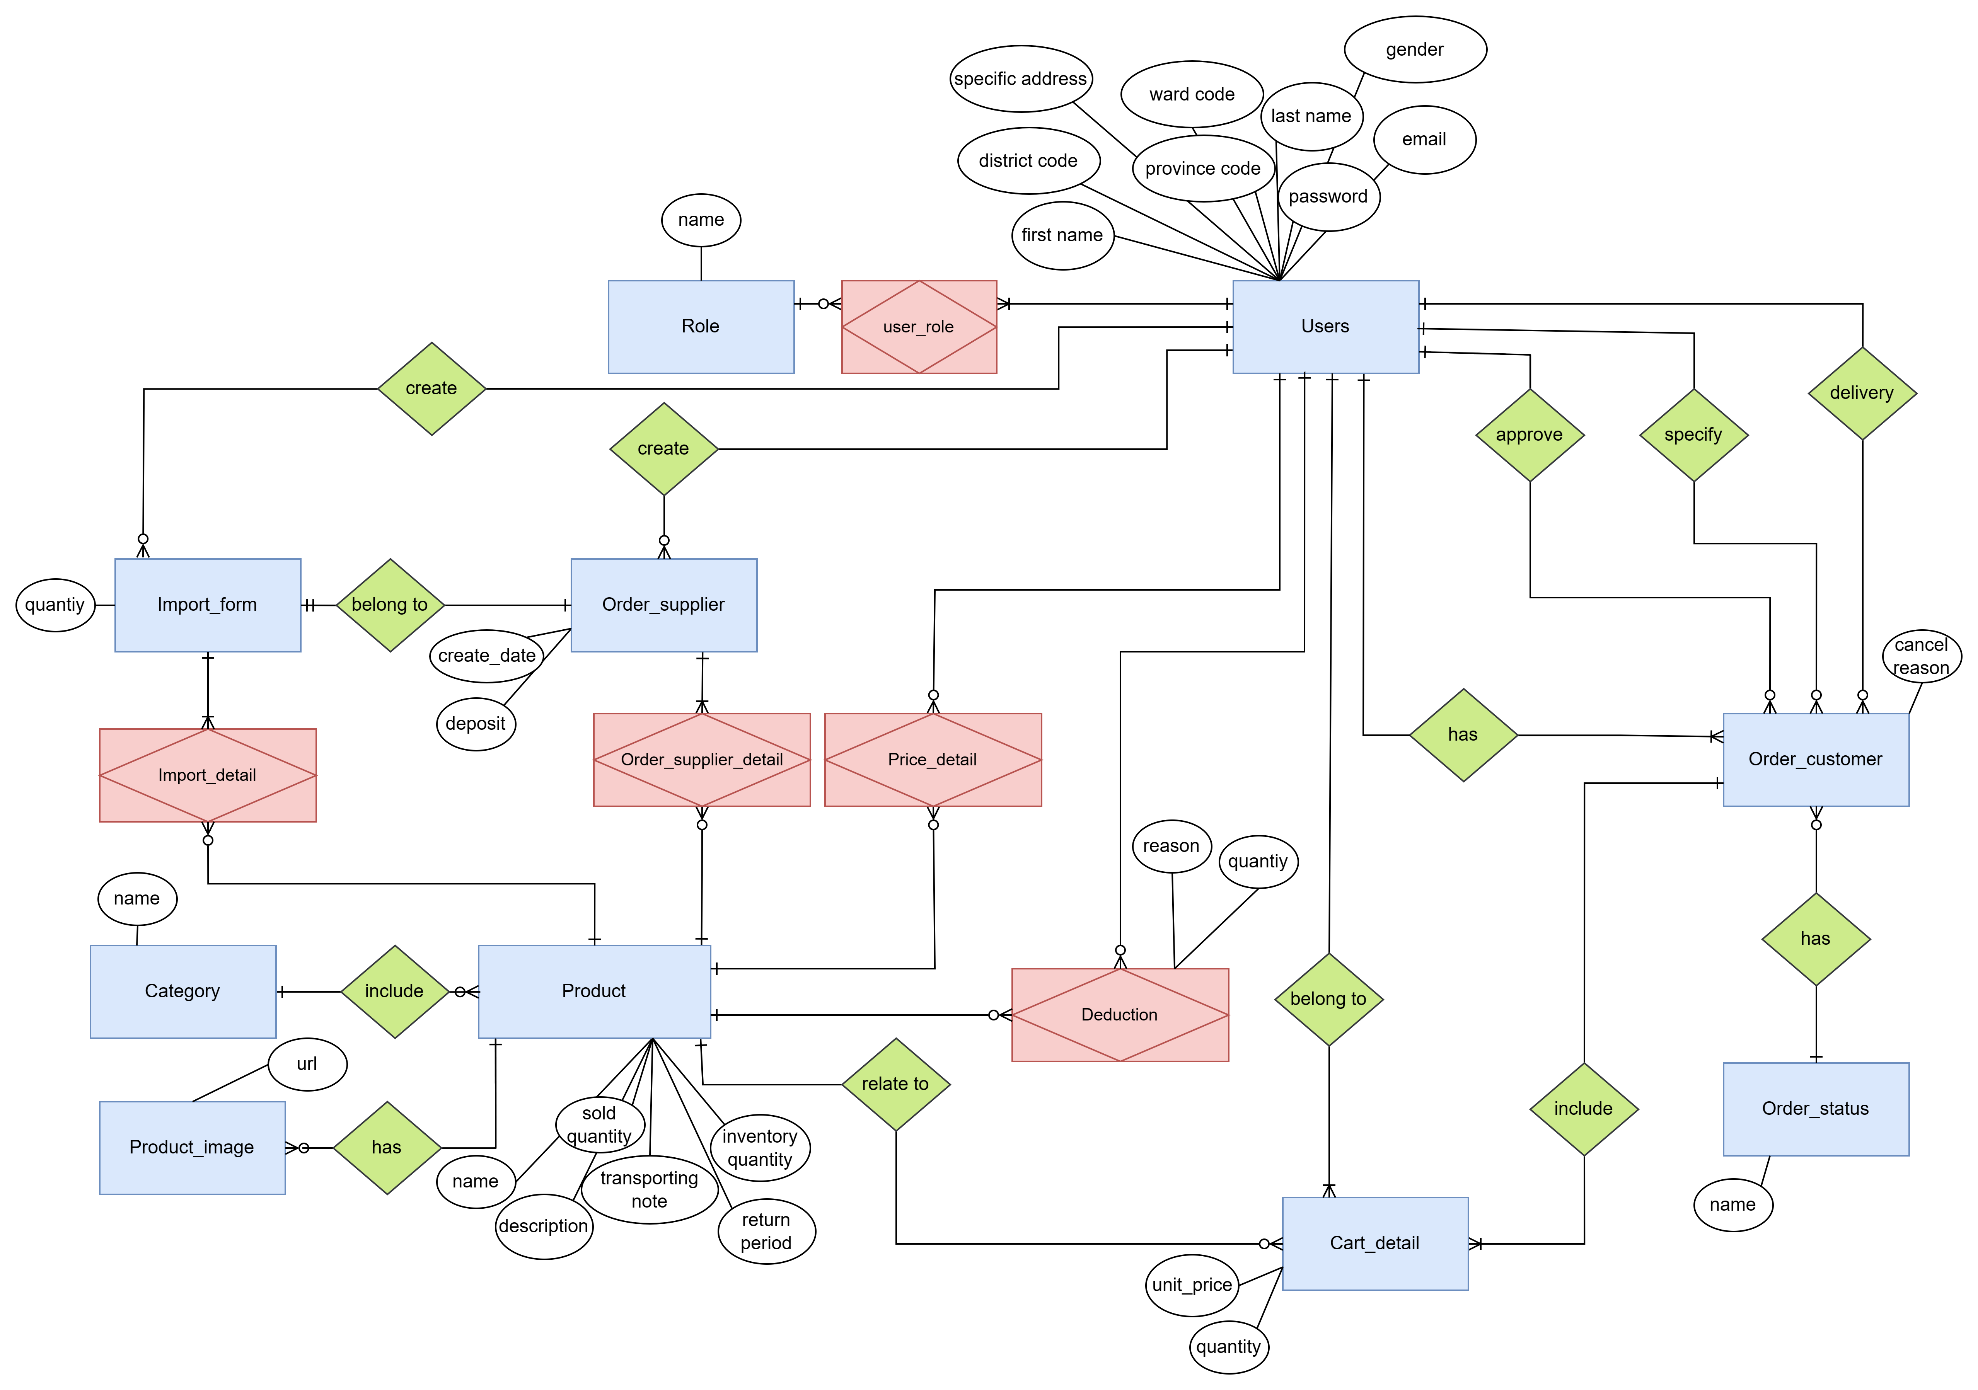 gender
specific address
ward code
last name
email
district code
province code
password
first name
name
Role
user_role
Users
create
delivery
create
approve
specify
quantiy
Import_form
belong to
Order_supplier
create_date
cancel
reason
deposit
has
Import_detail
Order_supplier_detail
Price_detail
Order_customer
reason
quantiy
name
has
Category
include
Product
belong to
Deduction
url
relate to
sold
quantity
include
Order_status
Product_image
has
inventory
quantity
name
transporting
note
name
description
return
period
Cart_detail
unit_price
quantity